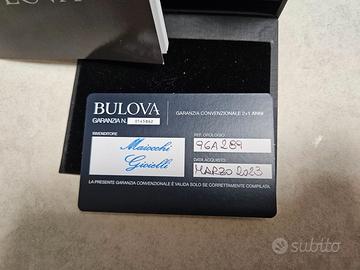 BULOVA
GARANZIA CONVENZIONALE 2+1 ANNI
GARANZIA N.
RIVENDITORE
Maiocchi
Gioielli
REF. OROLOGIO
96A289
DATA ACQUISTO
MARZO 2023
LA PRESENTE GARANZIA CONVENZIONALE È VALIDA SOLO SE CORRETTAMENTE COMPILATA
subito